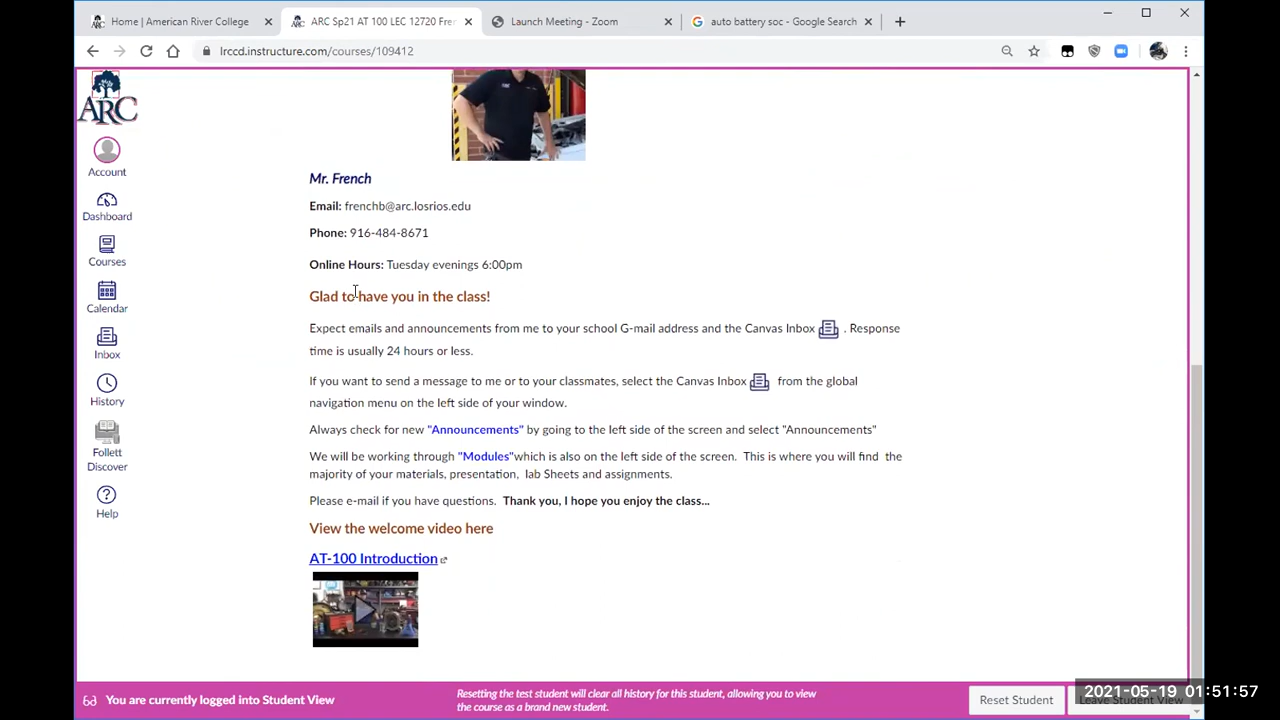 Home | American River College
ARC Sp21 AT 100 LEC 12720 Fre
Launch Meeting - Zoom
auto battery soc - Google Search
lrccd.instructure.com/courses/109412
ARC
Account
Dashboard
Courses
Calendar
Inbox
History
Follett
Discover
Help
Mr. French
Email: frenchb@arc.losrios.edu
Phone: 916-484-8671
Online Hours: Tuesday evenings 6:00pm
Glad to have you in the class!
Expect emails and announcements from me to your school G-mail address and the Canvas Inbox . Response
time is usually 24 hours or less.
If you want to send a message to me or to your classmates, select the Canvas Inbox from the global
navigation menu on the left side of your window.
Always check for new "Announcements" by going to the left side of the screen and select "Announcements"
We will be working through "Modules"which is also on the left side of the screen. This is where you will find the
majority of your materials, presentation, lab Sheets and assignments.
Please e-mail if you have questions. Thank you, I hope you enjoy the class...
View the welcome video here
AT-100 Introduction
You are currently logged into Student View
Resetting the test student will clear all history for this student, allowing you to view
the course as a brand new student.
Reset Student
Leave Student View
2021-05-19 01:51:57